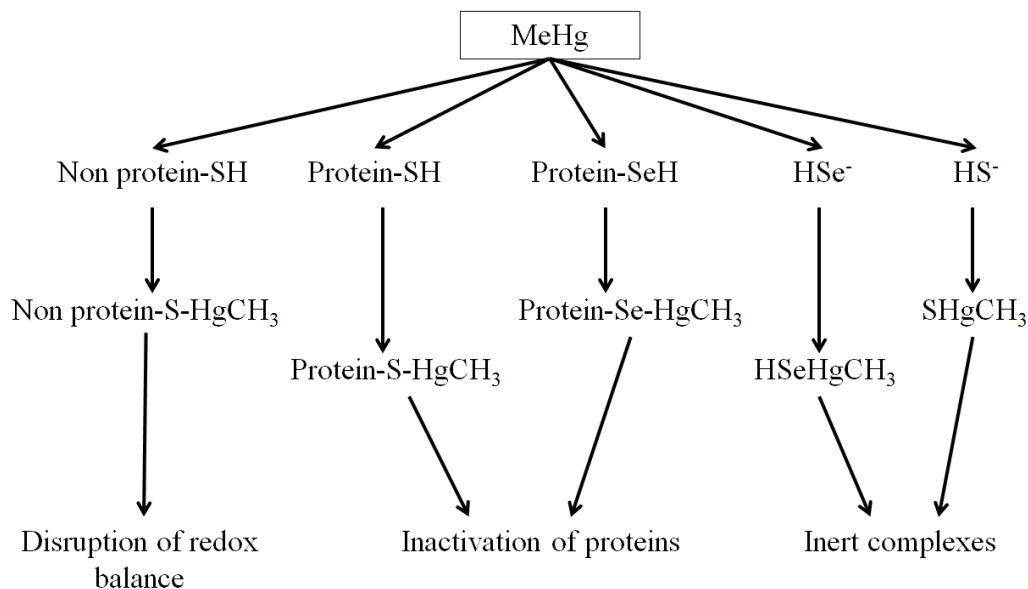 MeHg
Non protein-SH
Protein-SH
Protein-SeH
HSe⁻
HS⁻
Non protein-S-HgCH₃
Protein-Se-HgCH₃
SHgCH₃
Protein-S-HgCH₃
HSeHgCH₃
Disruption of redox
balance
Inactivation of proteins
Inert complexes